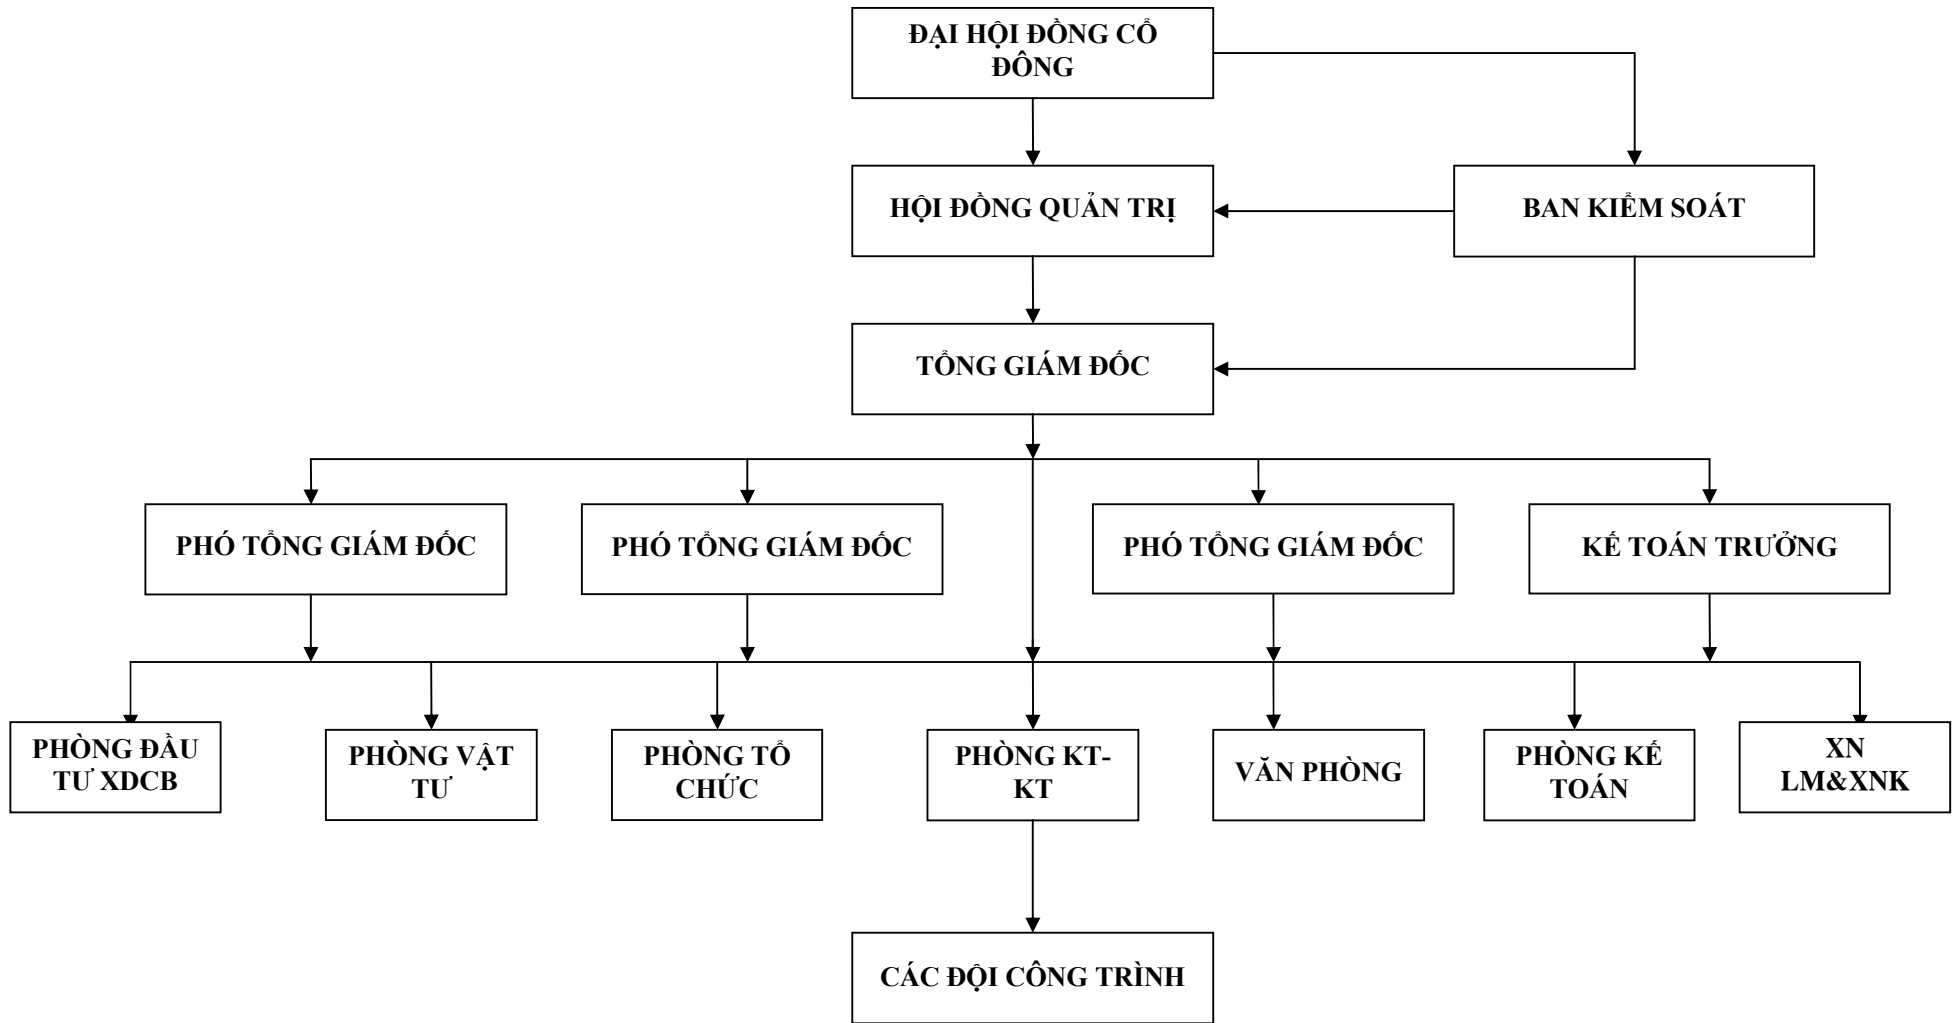 ĐẠI HỘI ĐỒNG CỔ
ĐÔNG
HỘI ĐỒNG QUẢN TRỊ
BAN KIỂM SOÁT
TỔNG GIÁM ĐỐC
PHÓ TỔNG GIÁM ĐỐC
PHÓ TỔNG GIÁM ĐỐC
PHÓ TỔNG GIÁM ĐỐC
KẾ TOÁN TRƯỞNG
PHÒNG ĐẦU
TƯ XDCB
PHÒNG VẬT
TƯ
PHÒNG TỔ
CHỨC
PHÒNG KT-
KT
VĂN PHÒNG
PHÒNG KẾ
TOÁN
XN
LM&XNK
CÁC ĐỘI CÔNG TRÌNH